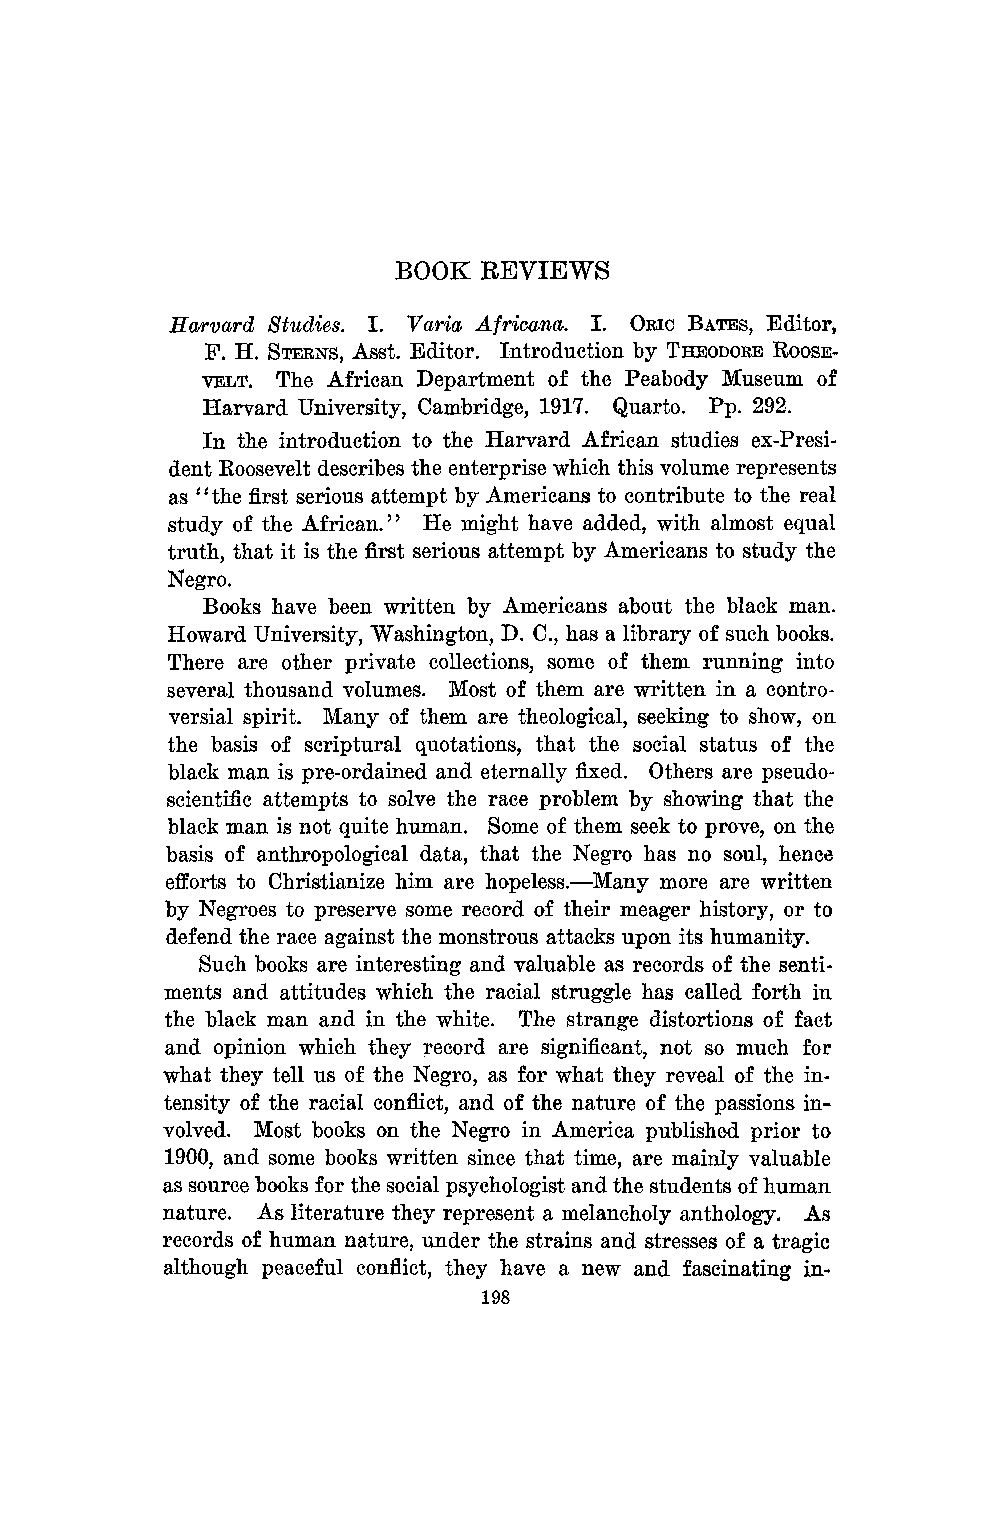 BOOK REVIEWS
Harvard Studies. I. Varia Africana. I. ORIC BATES, Editor,
F. H. STERNS, Asst. Editor. Introduction by THEODORE ROOSE-
VELT. The African Department of the Peabody Museum of
Harvard University, Cambridge, 1917. Quarto. Pp. 292.
In the introduction to the Harvard African studies ex-Presi-
dent Roosevelt describes the enterprise which this volume represents
as "the first serious attempt by Americans to contribute to the real
study of the African." He might have added, with almost equal
truth, that it is the first serious attempt by Americans to study the
Negro.
Books have been written by Americans about the black man.
Howard University, Washington, D. C., has a library of such books.
There are other private collections, some of them running into
several thousand volumes. Most of them are written in a contro-
versial spirit. Many of them are theological, seeking to show, on
the basis of scriptural quotations, that the social status of the
black man is pre-ordained and eternally fixed. Others are pseudo-
scientific attempts to solve the race problem by showing that the
black man is not quite human. Some of them seek to prove, on the
basis of anthropological data, that the Negro has no soul, hence
efforts to Christianize him are hopeless.—Many more are written
by Negroes to preserve some record of their meager history, or to
defend the race against the monstrous attacks upon its humanity.
Such books are interesting and valuable as records of the senti-
ments and attitudes which the racial struggle has called forth in
the black man and in the white. The strange distortions of fact
and opinion which they record are significant, not so much for
what they tell us of the Negro, as for what they reveal of the in-
tensity of the racial conflict, and of the nature of the passions in-
volved. Most books on the Negro in America published prior to
1900, and some books written since that time, are mainly valuable
as source books for the social psychologist and the students of human
nature. As literature they represent a melancholy anthology. As
records of human nature, under the strains and stresses of a tragic
although peaceful conflict, they have a new and fascinating in-
198